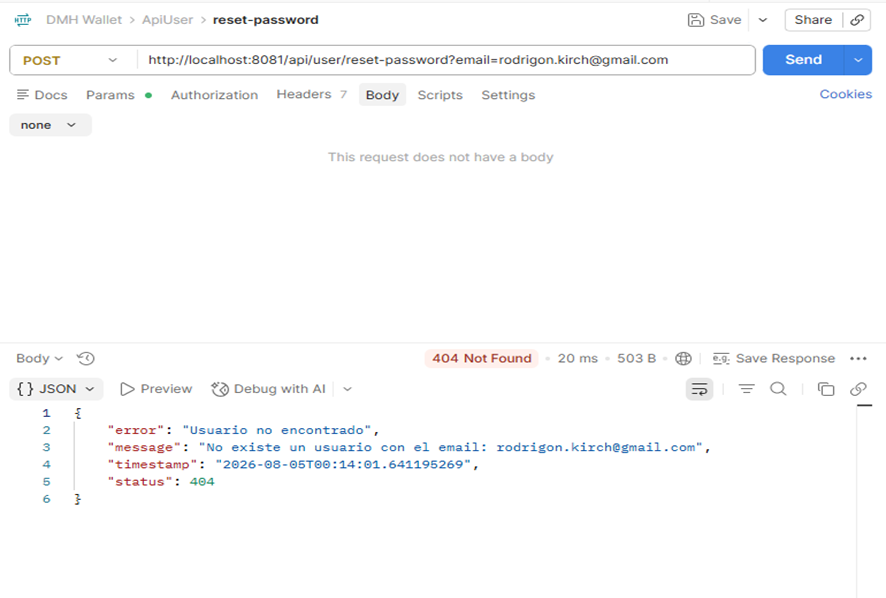 HTTP DMH Wallet > ApiUser > reset-password Save Share
POST http://localhost:8081/api/user/reset-password?email=rodrigon.kirch@gmail.com Send
Docs Params Authorization Headers 7 Body Scripts Settings Cookies
none
This request does not have a body
Body 404 Not Found 20 ms 503 B e.g. Save Response
{} JSON Preview Debug with AI
1 {
2 "error": "Usuario no encontrado",
3 "message": "No existe un usuario con el email: rodrigon.kirch@gmail.com",
4 "timestamp": "2026-08-05T00:14:01.641195269",
5 "status": 404
6 }